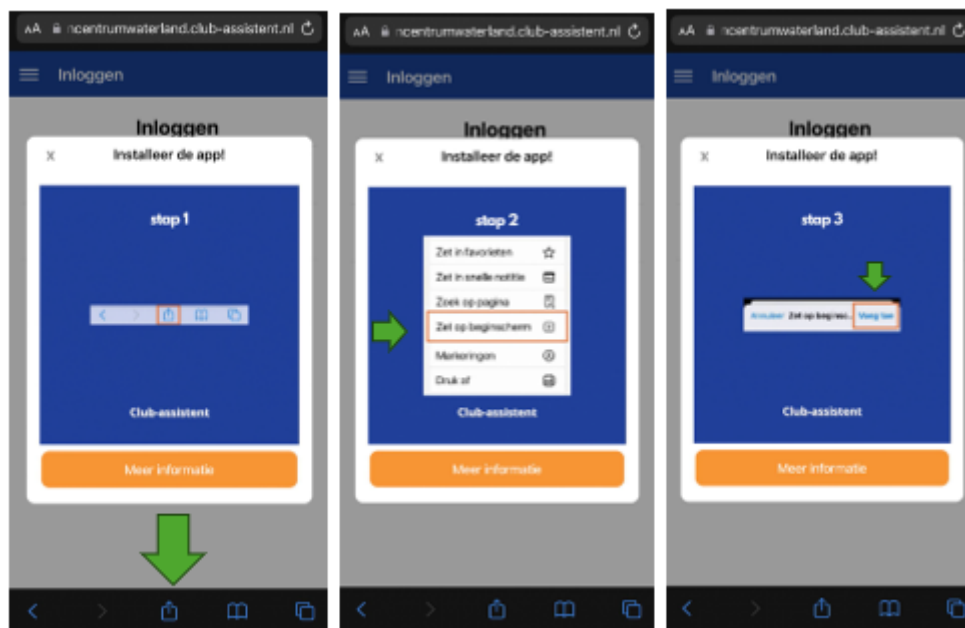 AA ncentrumwaterland.club-assistent.nl
Inloggen
Inloggen
X Installeer de app!
stap 1
Club-assistent
Meer informatie
AA ncentrumwaterland.club-assistent.nl
Inloggen
Inloggen
X Installeer de app!
stap 2
Zet in favorieten
Zet in snelle notitie
Zoek op pagina
Zet op beginscherm
Markeringen
Druk af
Club-assistent
Meer informatie
AA ncentrumwaterland.club-assistent.nl
Inloggen
Inloggen
X Installeer de app!
stap 3
Annuleer Zet op beginsc... Voeg toe
Club-assistent
Meer informatie